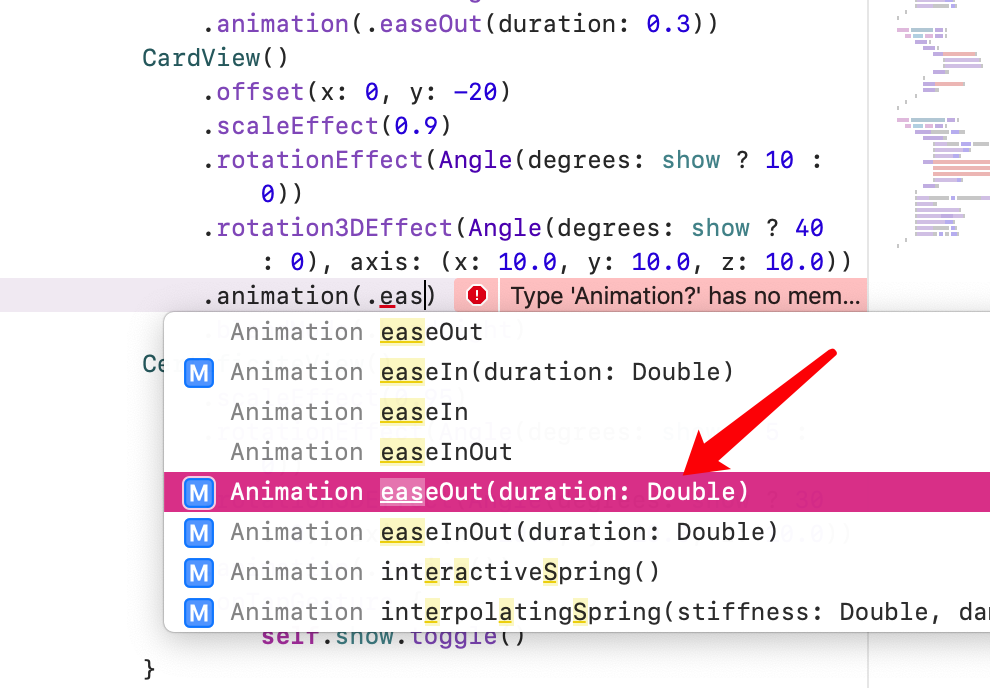 .animation(.easeOut(duration: 0.3))
CardView()
.offset(x: 0, y: -20)
.scaleEffect(0.9)
.rotationEffect(Angle(degrees: show ? 10 :
0))
.rotation3DEffect(Angle(degrees: show ? 40
: 0), axis: (x: 10.0, y: 10.0, z: 10.0))
.animation(.eas) Type 'Animation?' has no mem...
Animation easeOut
Ce
M Animation easeIn(duration: Double)
Animation easeIn
Animation easeInOut
M Animation easeOut(duration: Double)
M Animation easeInOut(duration: Double)
M Animation interactiveSpring()
M Animation interpolatingSpring(stiffness: Double, da
self.show.toggle()
}